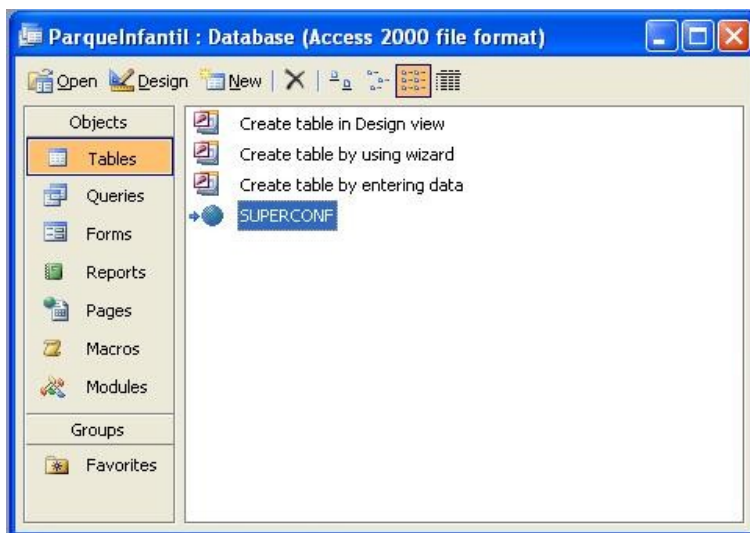 ParqueInfantil : Database (Access 2000 file format)
Open Design New
Objects
Tables
Queries
Forms
Reports
Pages
Macros
Modules
Groups
Favorites
Create table in Design view
Create table by using wizard
Create table by entering data
SUPERCONF